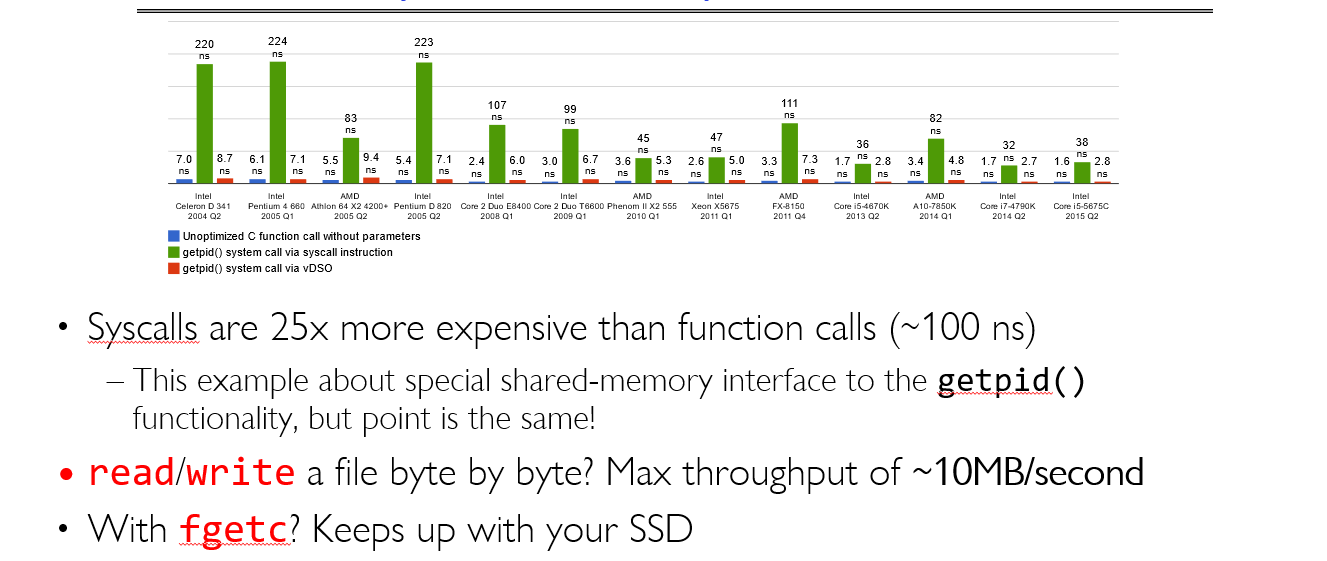 220 ns
224 ns
223 ns
83 ns
107 ns
99 ns
45 ns
47 ns
111 ns
36 ns
82 ns
32 ns
38 ns
7.0 ns 8.7 ns 6.1 ns 7.1 ns 5.5 ns 9.4 ns 5.4 ns 7.1 ns 2.4 ns 6.0 ns 3.0 ns 6.7 ns 3.6 ns 5.3 ns 2.6 ns 5.0 ns 3.3 ns 7.3 ns 1.7 ns 2.8 ns 3.4 ns 4.8 ns 1.7 ns 2.7 ns 1.6 ns 2.8 ns
Intel Intel AMD Intel Intel Intel AMD Intel AMD Intel AMD Intel Intel
Celeron D 341 Pentium 4 660 Athlon 64 X2 4200+ Pentium D 820 Core 2 Duo E8400 Core 2 Duo T6600 Phenom II X2 555 Xeon X5675 FX-8150 Core i5-4670K A10-7850K Core i7-4790K Core i5-5675C
2004 Q2 2005 Q1 2005 Q2 2005 Q2 2008 Q1 2009 Q1 2010 Q1 2011 Q1 2011 Q4 2013 Q2 2014 Q1 2014 Q2 2015 Q2
Unoptimized C function call without parameters
getpid() system call via syscall instruction
getpid() system call via vDSO
• Syscalls are 25x more expensive than function calls (~100 ns)
– This example about special shared-memory interface to the getpid()
functionality, but point is the same!
• read/write a file byte by byte? Max throughput of ~10MB/second
• With fgetc? Keeps up with your SSD